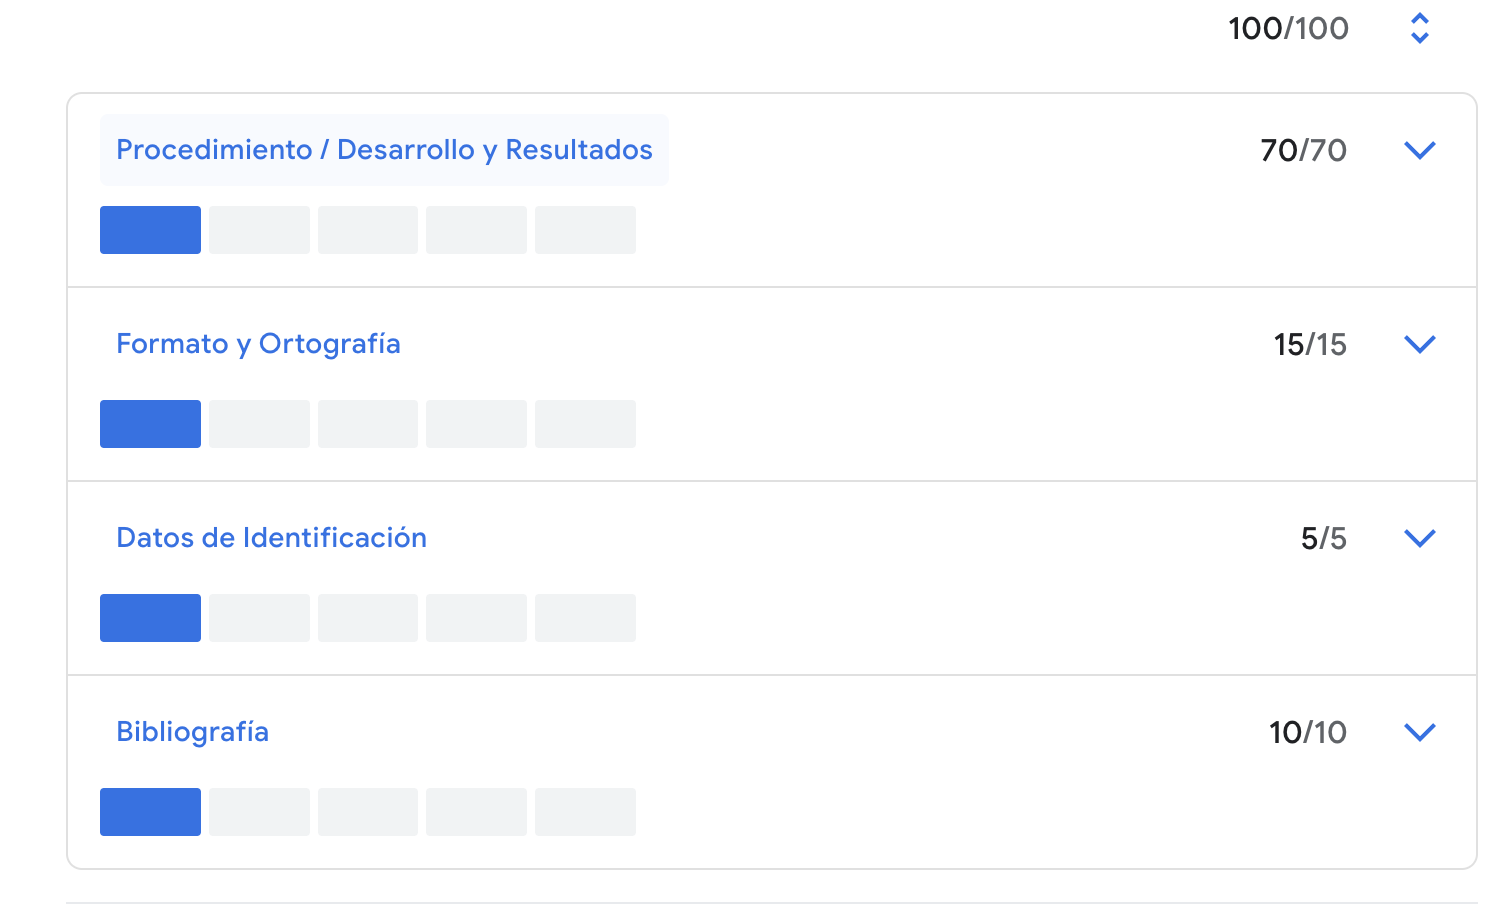 100/100
Procedimiento / Desarrollo y Resultados 70/70
Formato y Ortografía 15/15
Datos de Identificación 5/5
Bibliografía 10/10